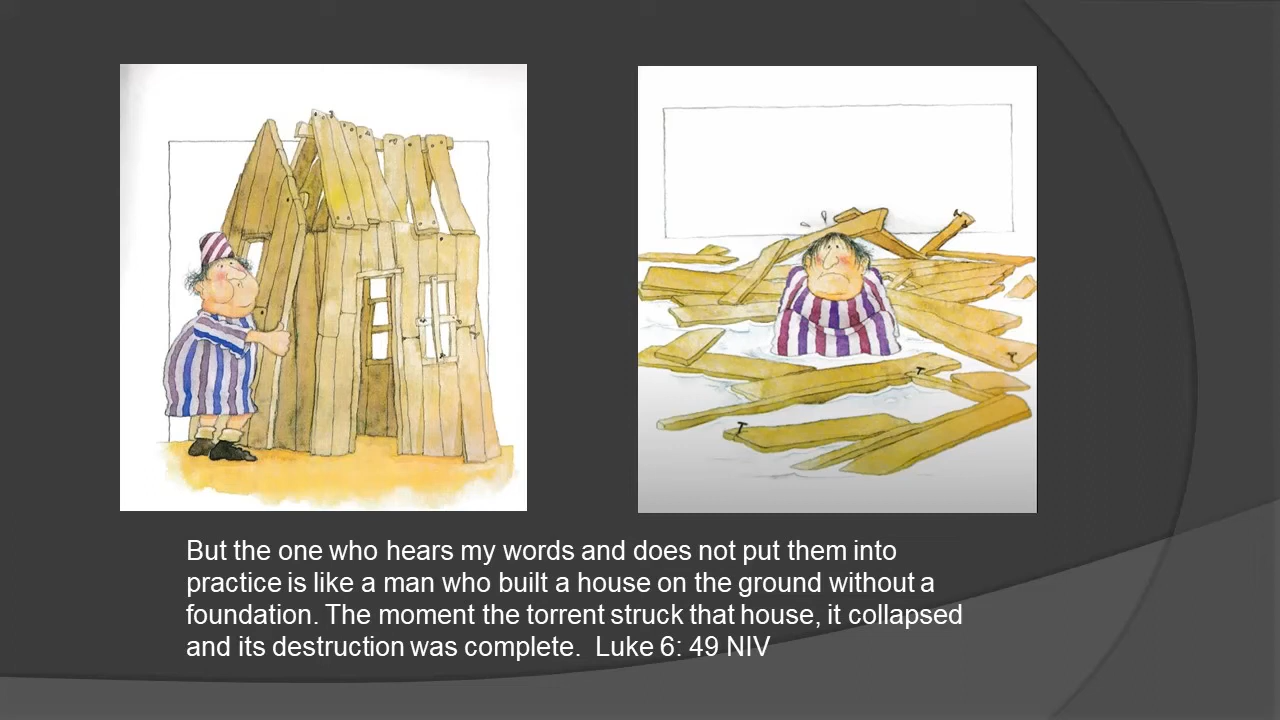 But the one who hears my words and does not put them into
practice is like a man who built a house on the ground without a
foundation. The moment the torrent struck that house, it collapsed
and its destruction was complete.  Luke 6: 49 NIV